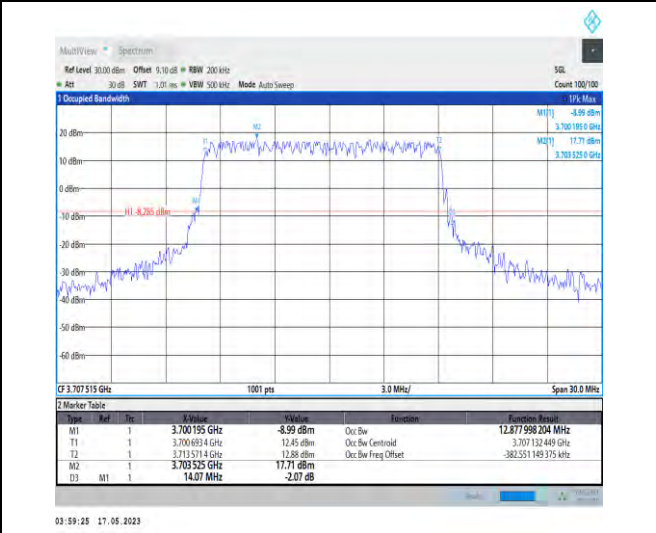 MultiView Spectrum
Ref Level 30.00 dBm Offset 9.10 dB RBW 200 kHz SGL
Att 30 dB SWT 1.01 ms VBW 500 kHz Mode Auto Sweep Count 100/100
1 Occupied Bandwidth 1Pk Max
M1[1] -8.99 dBm
3.700 195 0 GHz
M2[1] 17.71 dBm
3.703 525 0 GHz
M2
T1 T2
20 dBm
10 dBm
0 dBm
M1
H1 -8.285 dBm
-10 dBm
-20 dBm
-30 dBm
-40 dBm
-50 dBm
-60 dBm
CF 3.707 515 GHz 1001 pts 3.0 MHz/ Span 30.0 MHz
2 Marker Table
Type Ref Trc X-Value Y-Value Function Function Result
M1 1 3.700 195 GHz -8.99 dBm Occ Bw 12.877 998 204 MHz
T1 1 3.700 693 4 GHz 12.45 dBm Occ Bw Centroid 3.707 132 449 GHz
T2 1 3.713 571 4 GHz 12.88 dBm Occ Bw Freq Offset -382.551 149 375 kHz
M2 1 3.703 525 GHz 17.71 dBm
D3 M1 1 14.07 MHz -2.07 dB
03:59:25 17.05.2023